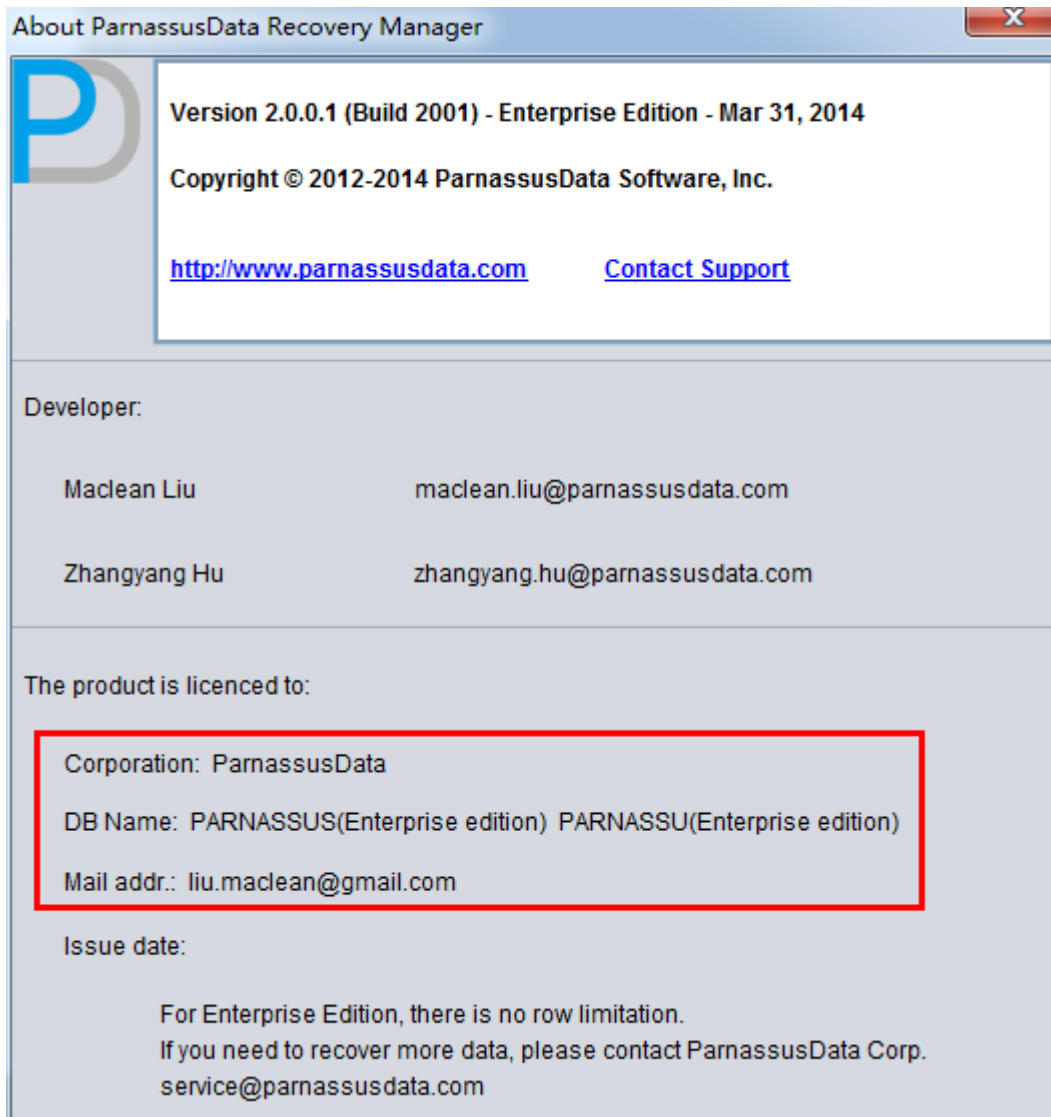 About ParnassusData Recovery Manager
X
PD
Version 2.0.0.1 (Build 2001) - Enterprise Edition - Mar 31, 2014
Copyright © 2012-2014 ParnassusData Software, Inc.
http://www.parnassusdata.com Contact Support
Developer:
Maclean Liu maclean.liu@parnassusdata.com
Zhangyang Hu zhangyang.hu@parnassusdata.com
The product is licenced to:
Corporation: ParnassusData
DB Name: PARNASSUS(Enterprise edition) PARNASSU(Enterprise edition)
Mail addr.: liu.maclean@gmail.com
Issue date:
For Enterprise Edition, there is no row limitation.
If you need to recover more data, please contact ParnassusData Corp.
service@parnassusdata.com